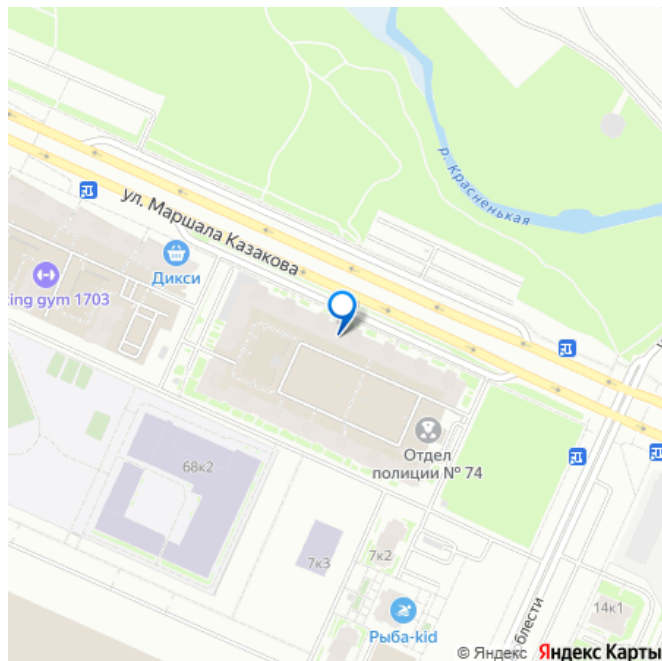 р. Красненькая
ул. Маршала Казакова
Дикси
ing gym 1703
Отдел
полиции № 74
68к2
7к2
7к3
14к1
Рыба-kid
блести
© Яндекс Яндекс Карты